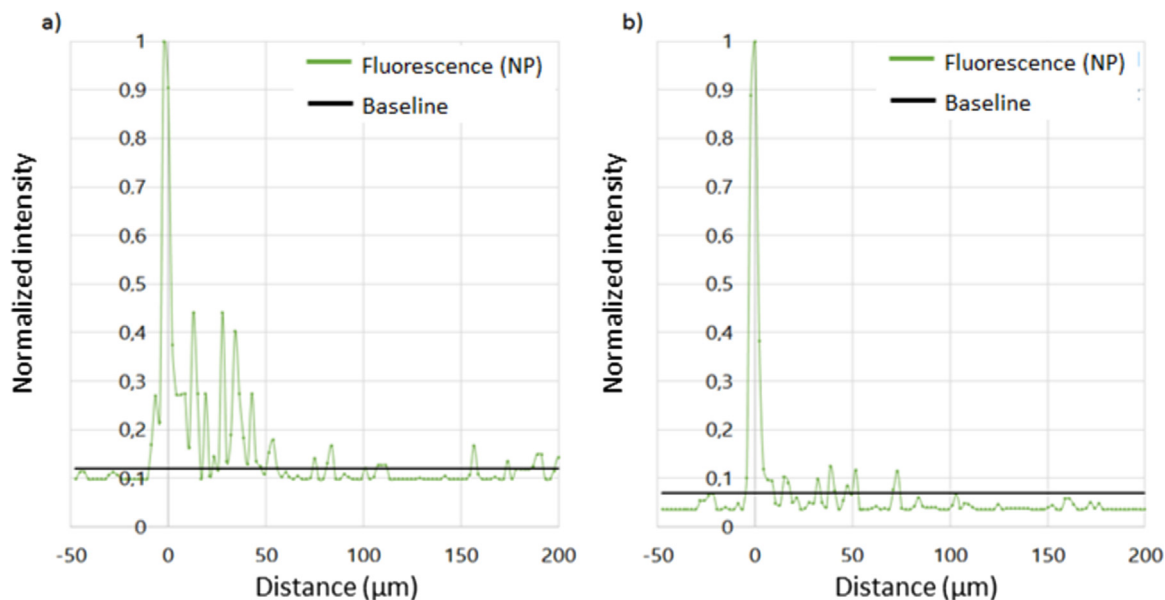 a)
Normalized intensity
1
0,9
0,8
0,7
0,6
0,5
0,4
0,3
0,2
0,1
0
-50 0 50 100 150 200
Distance (µm)
Fluorescence (NP)
Baseline
b)
Normalized intensity
1
0,9
0,8
0,7
0,6
0,5
0,4
0,3
0,2
0,1
0
-50 0 50 100 150 200
Distance (µm)
Fluorescence (NP)
Baseline